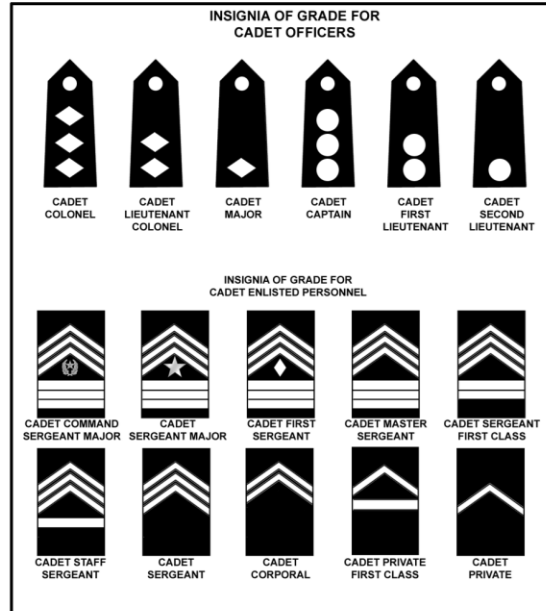 INSIGNIA OF GRADE FOR
CADET OFFICERS
CADET
COLONEL
CADET
LIEUTENANT
COLONEL
CADET
MAJOR
CADET
CAPTAIN
CADET
FIRST
LIEUTENANT
CADET
SECOND
LIEUTENANT
INSIGNIA OF GRADE FOR
CADET ENLISTED PERSONNEL
CADET COMMAND
SERGEANT MAJOR
CADET
SERGEANT MAJOR
CADET FIRST
SERGEANT
CADET MASTER
SERGEANT
CADET SERGEANT
FIRST CLASS
CADET STAFF
SERGEANT
CADET
SERGEANT
CADET
CORPORAL
CADET PRIVATE
FIRST CLASS
CADET
PRIVATE